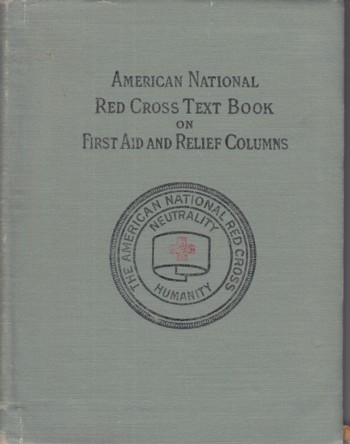 AMERICAN NATIONAL
RED CROSS TEXT BOOK
ON
FIRST AID AND RELIEF COLUMNS
THE AMERICAN NATIONAL RED CROSS
NEUTRALITY
HUMANITY